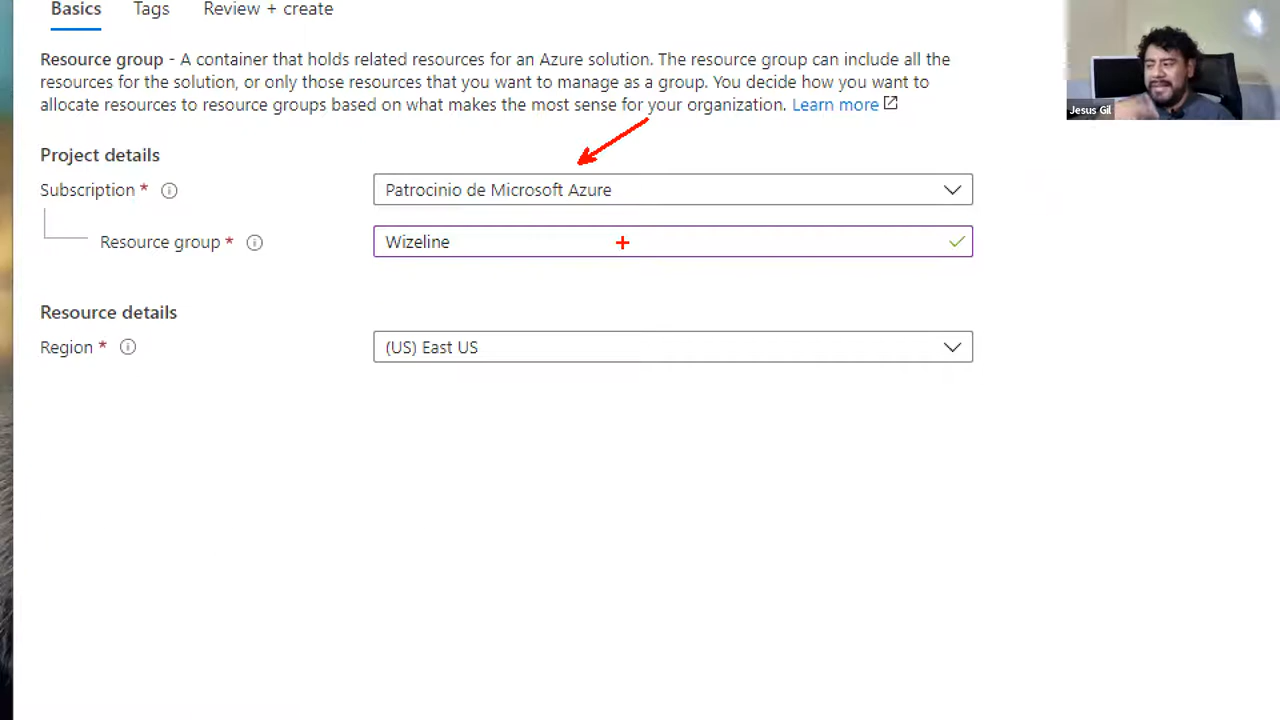 Basics Tags Review + create
Resource group - A container that holds related resources for an Azure solution. The resource group can include all the
resources for the solution, or only those resources that you want to manage as a group. You decide how you want to
allocate resources to resource groups based on what makes the most sense for your organization. Learn more
Jesus Gil
Project details
Subscription * Patrocinio de Microsoft Azure
Resource group * Wizeline
Resource details
Region * (US) East US